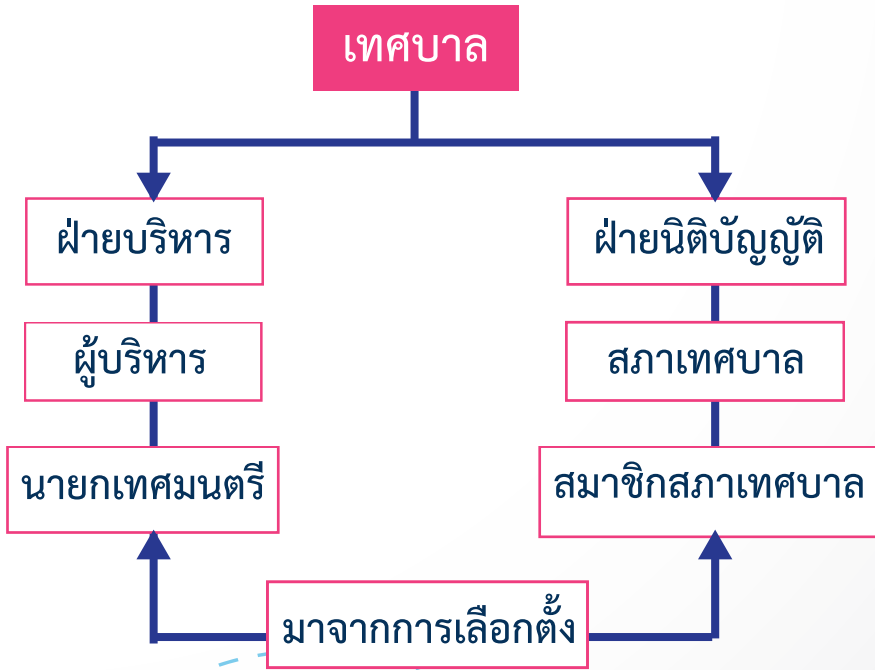 เทศบาล
ฝ่ายบริหาร
ฝ่ายนิติบัญญัติ
ผู้บริหาร
สภาเทศบาล
นายกเทศมนตรี
สมาชิกสภาเทศบาล
มาจากการเลือกตั้ง